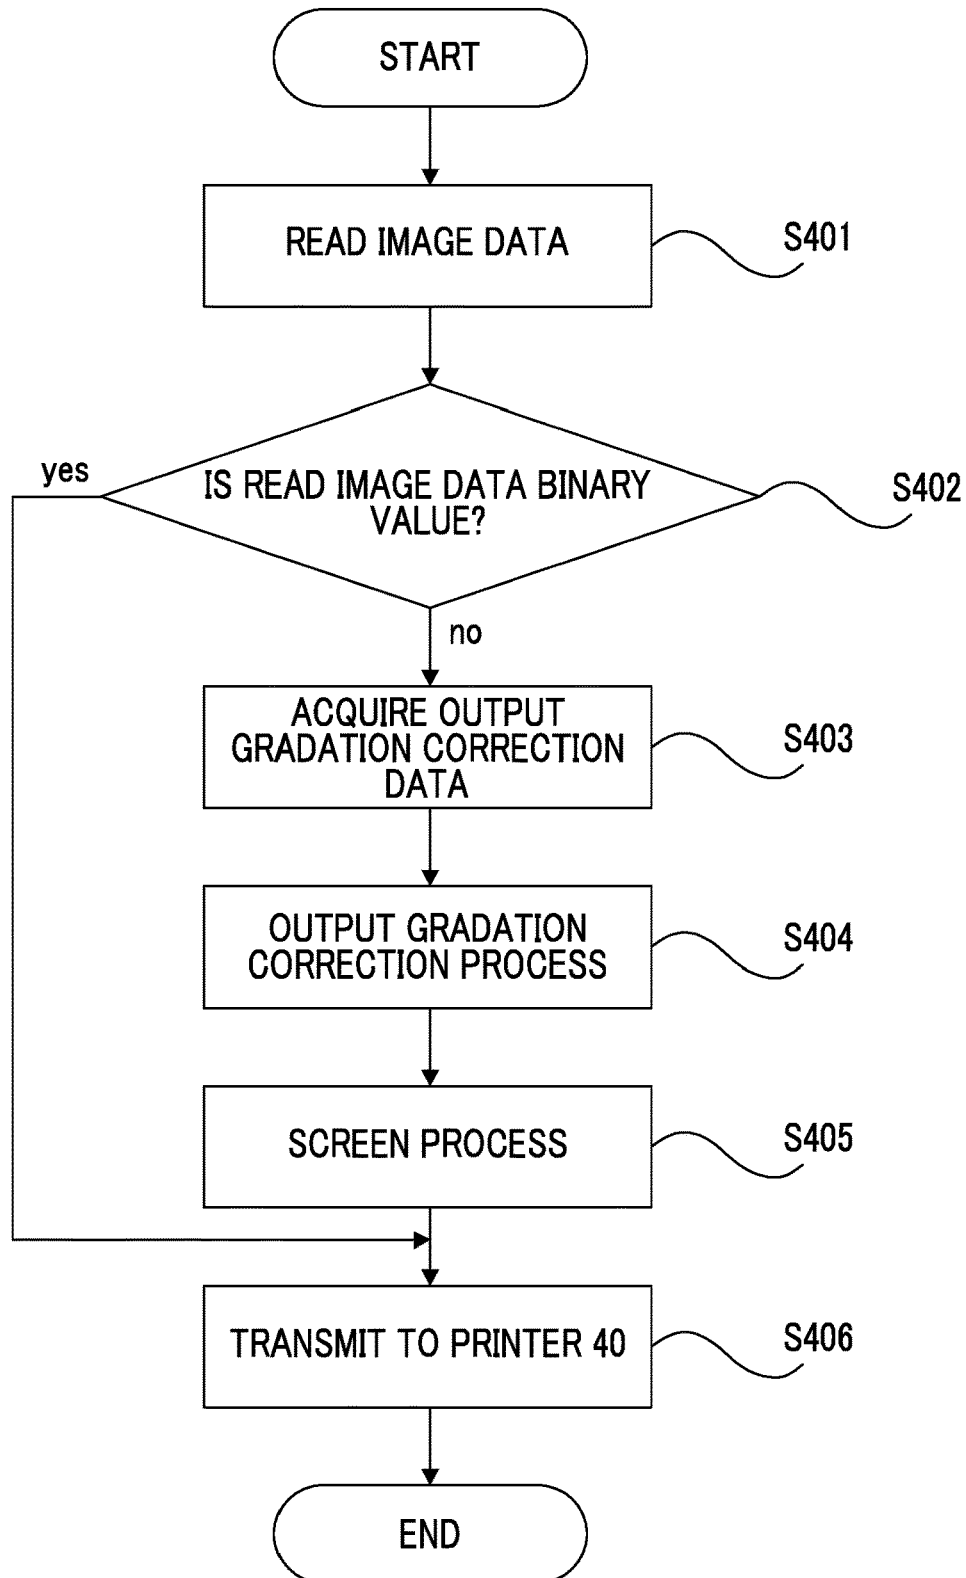 START
READ IMAGE DATA
S401
yes
IS READ IMAGE DATA BINARY
VALUE?
S402
no
ACQUIRE OUTPUT
GRADATION CORRECTION
DATA
S403
OUTPUT GRADATION
CORRECTION PROCESS
S404
SCREEN PROCESS
S405
TRANSMIT TO PRINTER 40
S406
END